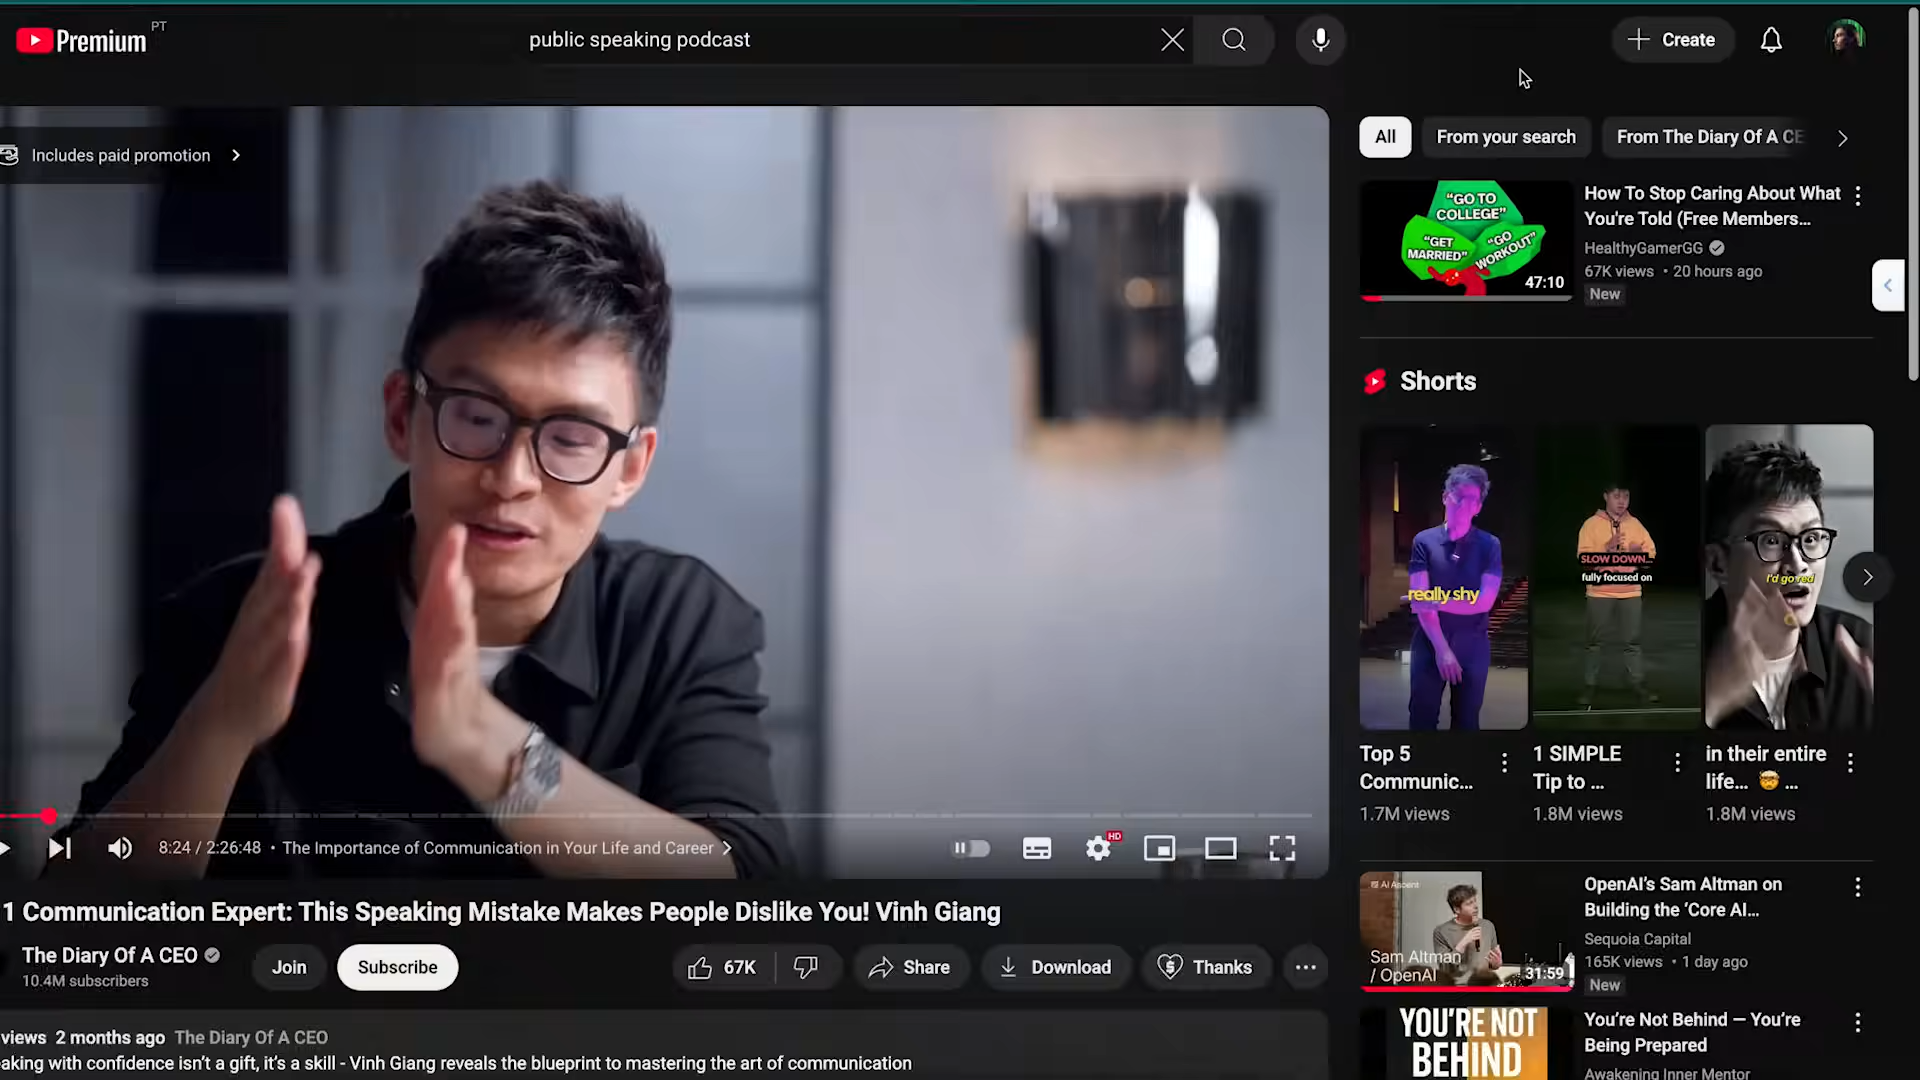 Premium PT
public speaking podcast
Create
Includes paid promotion
All
From your search
From The Diary Of A CE
"GO TO
COLLEGE"
"GET
MARRIED"
"GO
WORKOUT"
47:10
How To Stop Caring About What
You're Told (Free Members...
HealthyGamerGG
67K views • 20 hours ago
New
Shorts
really shy
SLOW DOWN...
fully focused on
I'd go red
Top 5
Communic...
1.7M views
1 SIMPLE
Tip to ...
1.8M views
in their entire
life... 🤯 ...
1.8M views
8:24 / 2:26:48 • The Importance of Communication in Your Life and Career
HD
1 Communication Expert: This Speaking Mistake Makes People Dislike You! Vinh Giang
The Diary Of A CEO
10.4M subscribers
Join
Subscribe
67K
Share
Download
Thanks
views 2 months ago The Diary Of A CEO
eaking with confidence isn't a gift, it's a skill - Vinh Giang reveals the blueprint to mastering the art of communication
AI Ascent
Sam Altman
/ OpenAI
31:59
OpenAI's Sam Altman on
Building the 'Core AI...
Sequoia Capital
165K views • 1 day ago
New
YOU'RE NOT
BEHIND
You're Not Behind — You're
Being Prepared
Awakening Inner Mentor